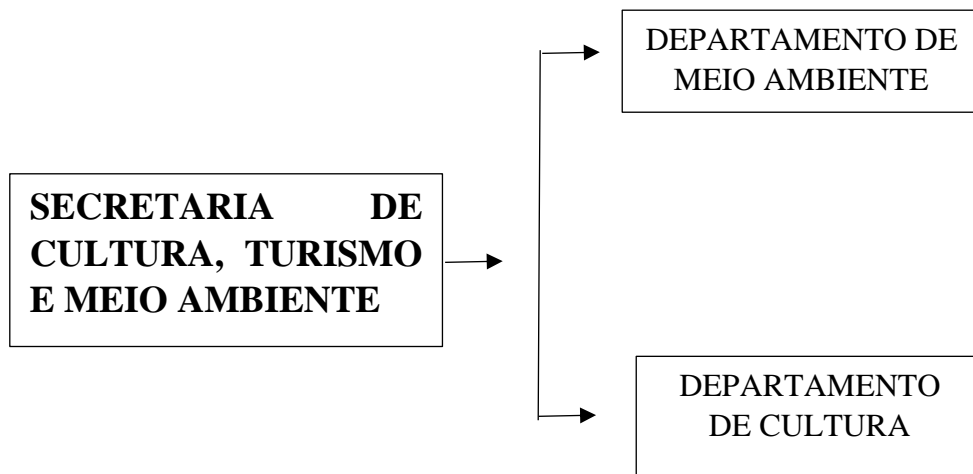 DEPARTAMENTO DE
MEIO AMBIENTE
SECRETARIA DE
CULTURA, TURISMO
E MEIO AMBIENTE
DEPARTAMENTO
DE CULTURA